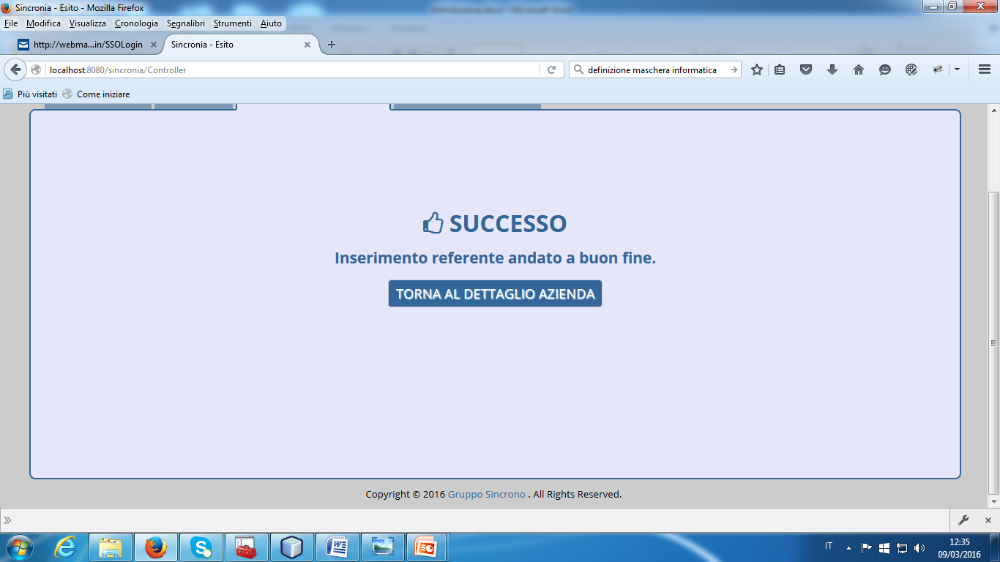 Sincronia - Esito - Mozilla Firefox
File Modifica Visualizza Cronologia Segnalibri Strumenti Aiuto
http://webma...in/SSOLogin
Sincronia - Esito
localhost:8080/sincronia/Controller
definizione maschera informatica
Più visitati
Come iniziare
SUCCESSO
Inserimento referente andato a buon fine.
TORNA AL DETTAGLIO AZIENDA
Copyright © 2016 Gruppo Sincrono . All Rights Reserved.
IT
12:35
09/03/2016